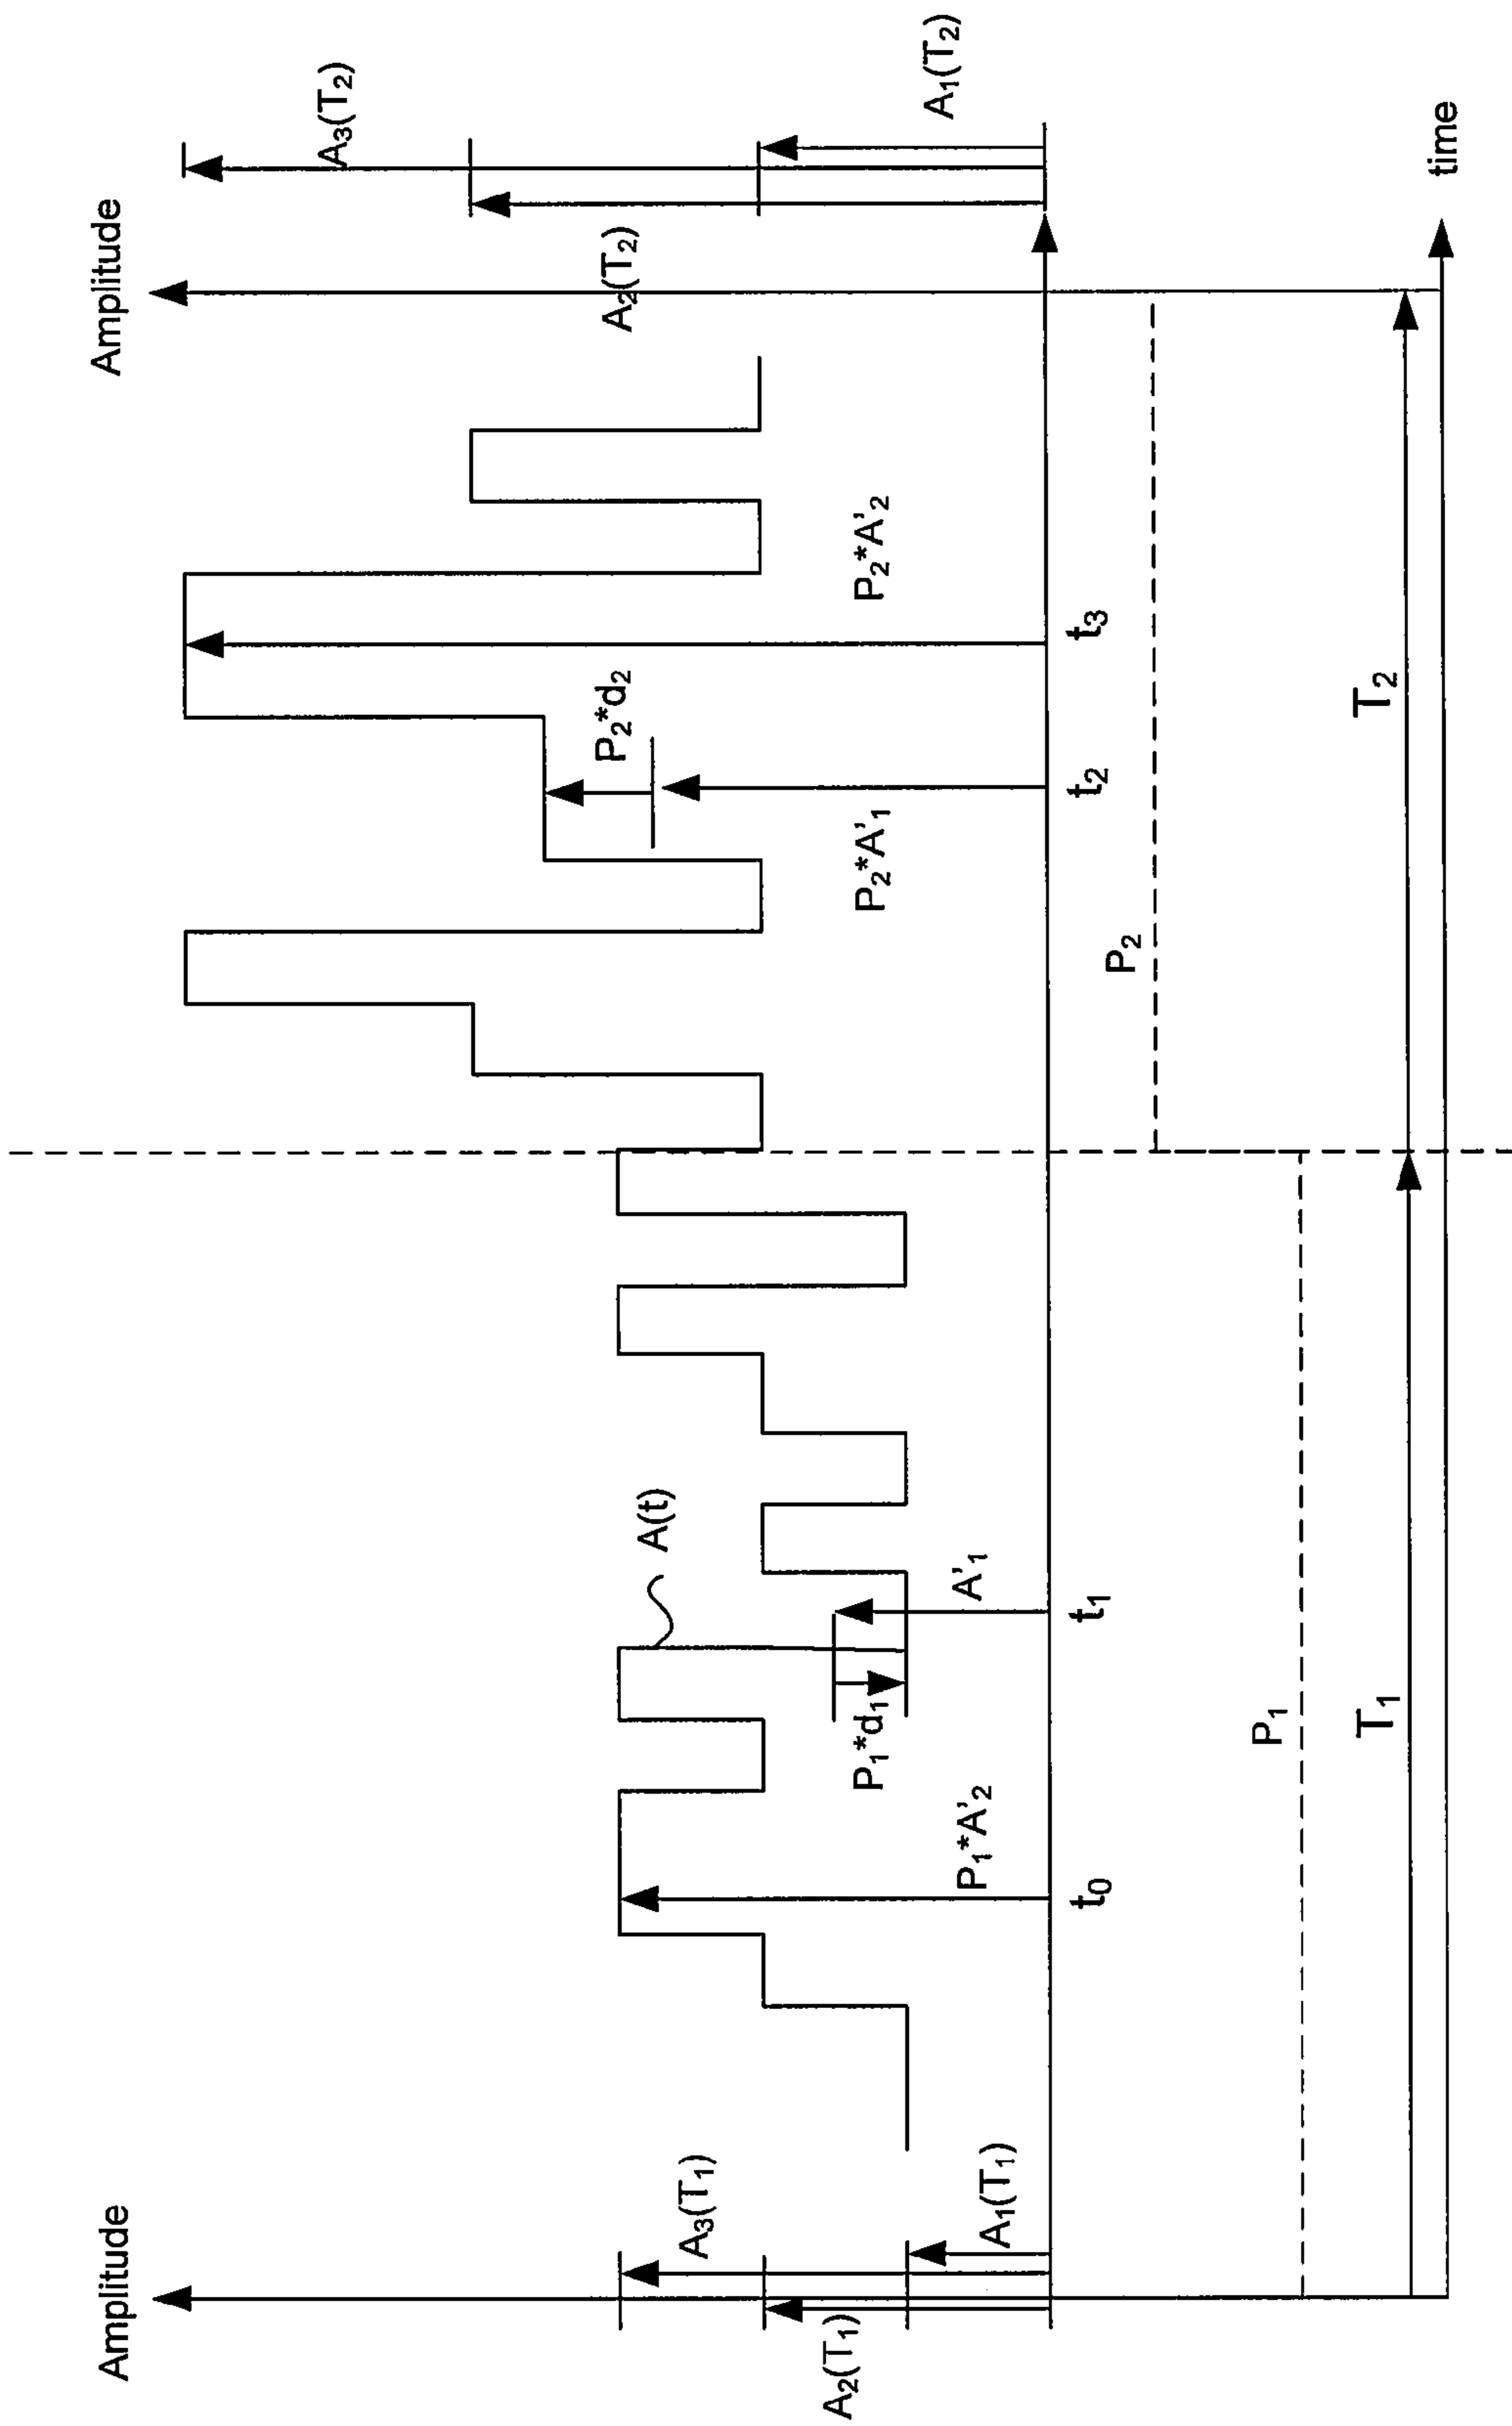 Amplitude
Amplitude
A₃(T₂)
A₂(T₂)
A₁(T₂)
A₃(T₁)
A₂(T₁)
A₁(T₁)
A(t)
P₁*A'₂
P₁*d₁
A'₁
P₂*A'₁
P₂*d₂
P₂*A'₂
t₀
t₁
t₂
t₃
P₁
P₂
T₁
T₂
time